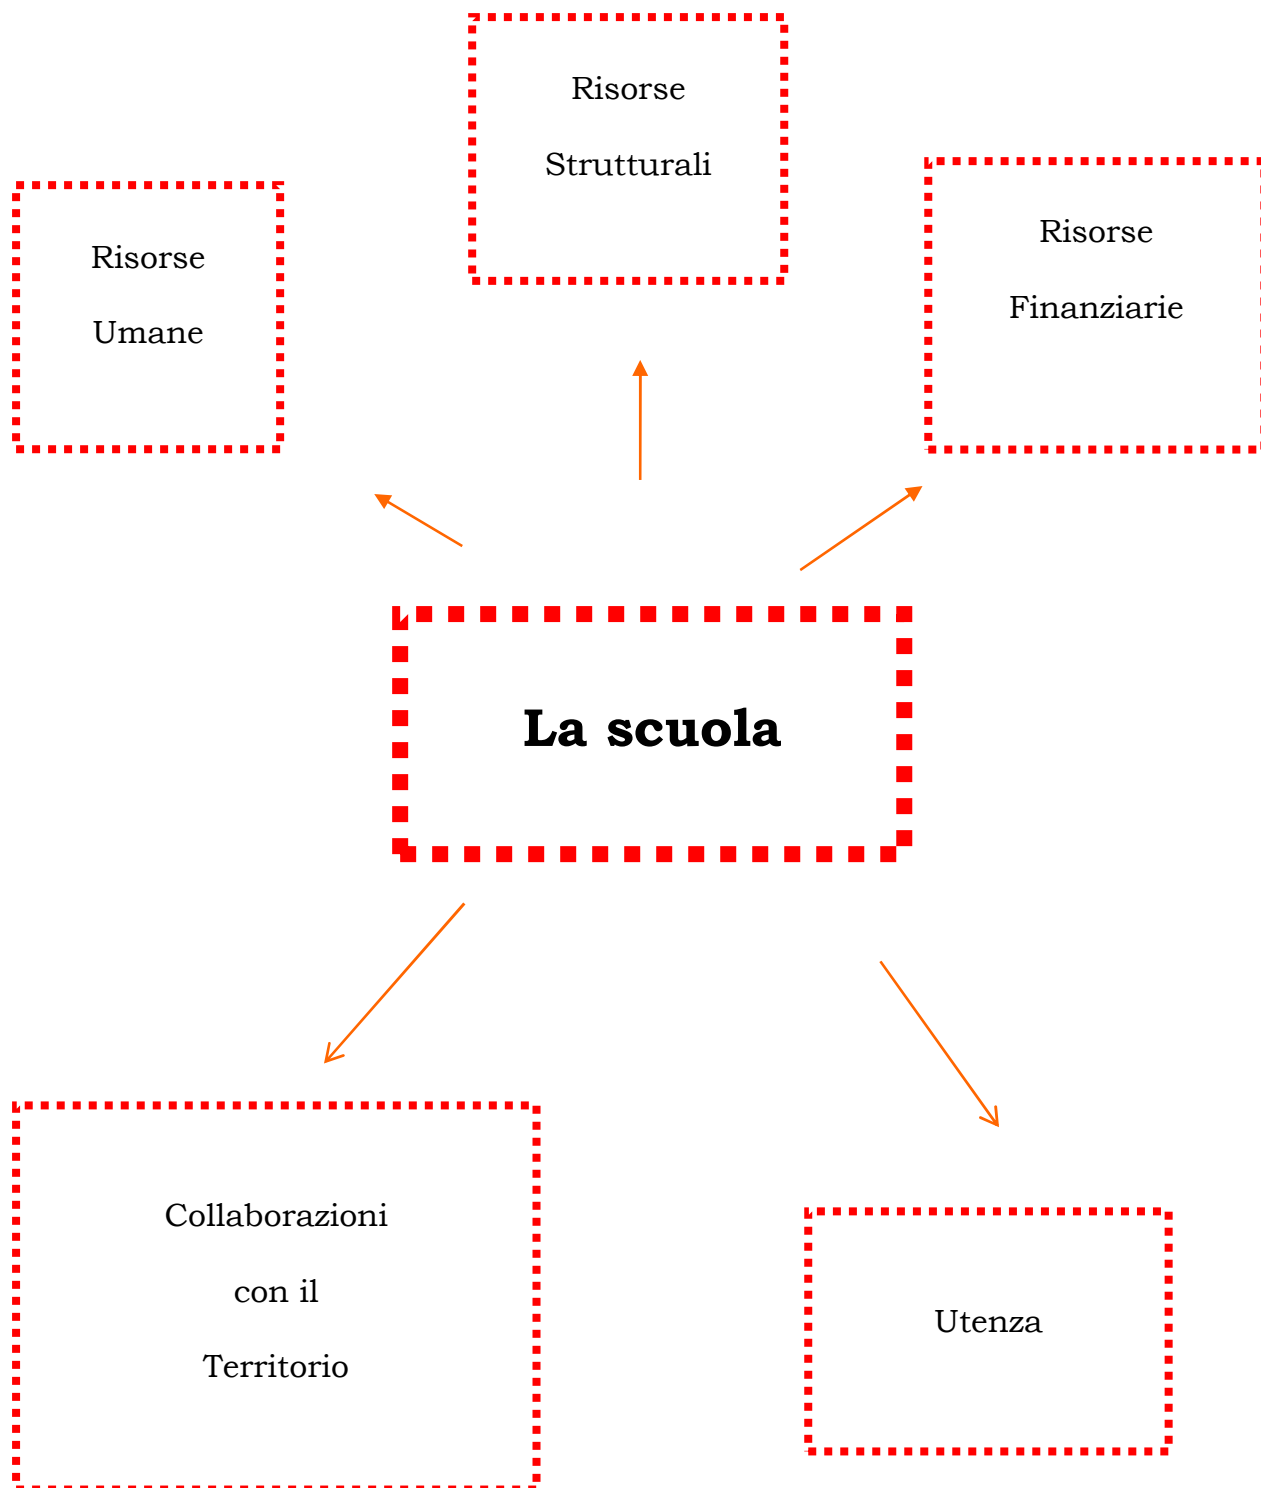 Risorse
Strutturali
Risorse
Umane
Risorse
Finanziarie
La scuola
Collaborazioni
con il
Territorio
Utenza